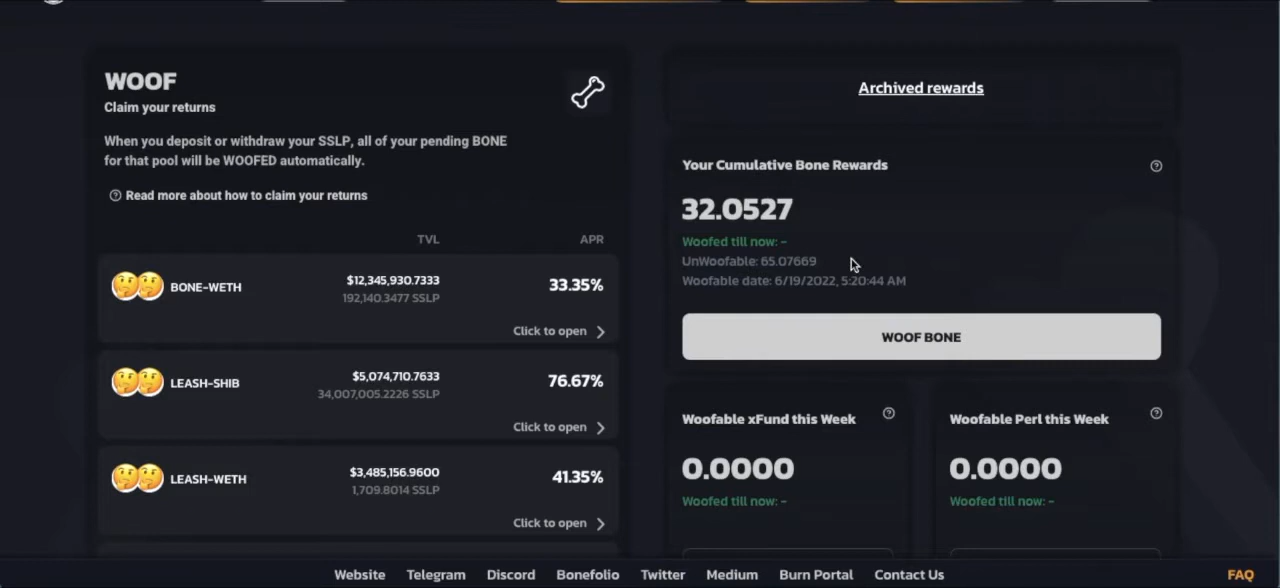 WOOF
Claim your returns
When you deposit or withdraw your SSLP, all of your pending BONE
for that pool will be WOOFED automatically.
Read more about how to claim your returns
TVL APR
BONE-WETH $12,345,930.7333 33.35%
192,140.3477 SSLP
Click to open
LEASH-SHIB $5,074,710.7633 76.67%
34,007,005.2226 SSLP
Click to open
LEASH-WETH $3,485,156.9600 41.35%
1,709.8014 SSLP
Click to open
Archived rewards
Your Cumulative Bone Rewards
32.0527
Woofed till now: -
UnWoofable: 65.07669
Woofable date: 6/19/2022, 5:20:44 AM
WOOF BONE
Woofable xFund this Week
0.0000
Woofed till now: -
Woofable Perl this Week
0.0000
Woofed till now: -
Website Telegram Discord Bonefolio Twitter Medium Burn Portal Contact Us FAQ